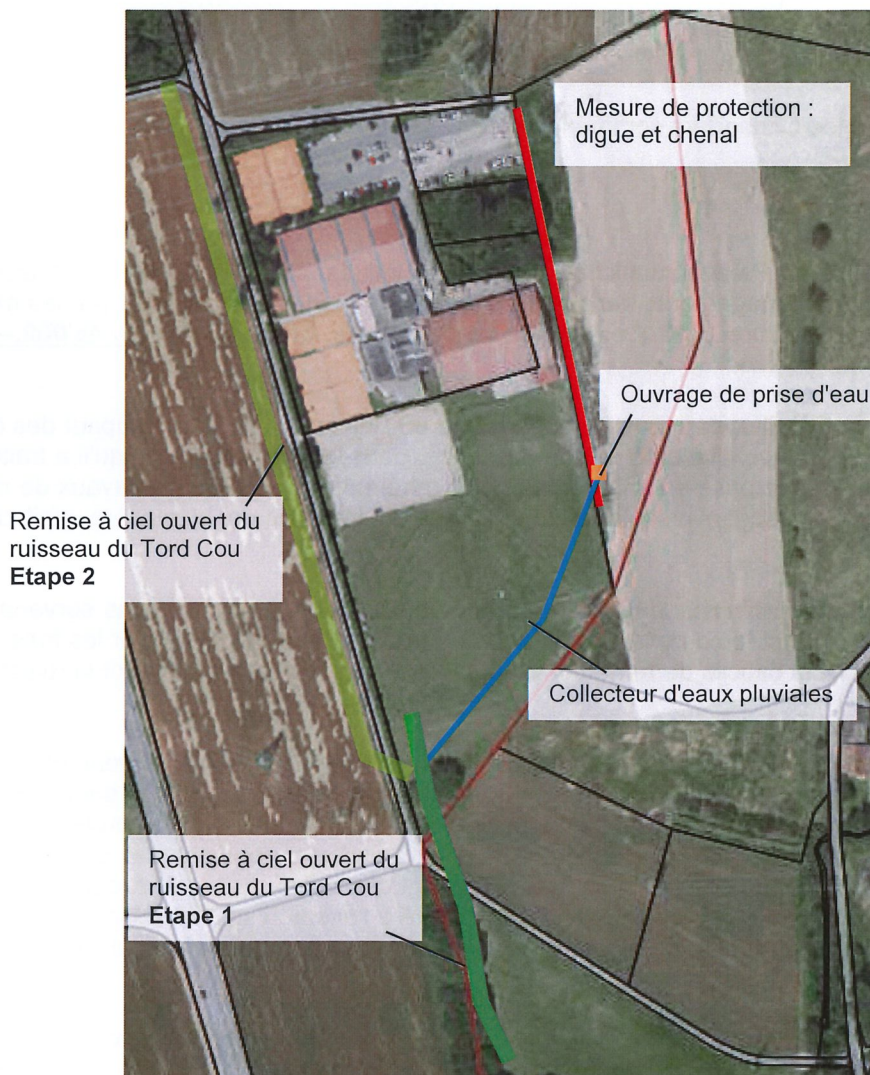 Mesure de protection :
digue et chenal
Ouvrage de prise d'eau
Remise à ciel ouvert du
ruisseau du Tord Cou
Etape 2
Collecteur d'eaux pluviales
Remise à ciel ouvert du
ruisseau du Tord Cou
Etape 1